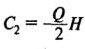 C₂ = Q/2 H